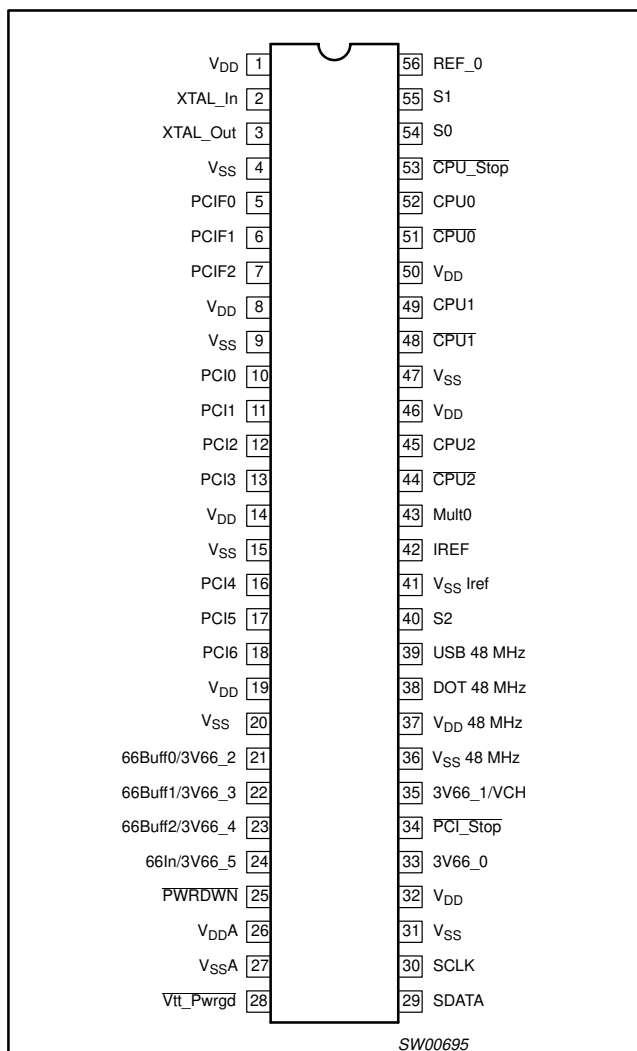 VDD 1 56 REF_0
XTAL_In 2 55 S1
XTAL_Out 3 54 S0
VSS 4 53 CPU_Stop
PCIF0 5 52 CPU0
PCIF1 6 51 CPU0
PCIF2 7 50 VDD
VDD 8 49 CPU1
VSS 9 48 CPU1
PCI0 10 47 VSS
PCI1 11 46 VDD
PCI2 12 45 CPU2
PCI3 13 44 CPU2
VDD 14 43 Mult0
VSS 15 42 IREF
PCI4 16 41 VSS Iref
PCI5 17 40 S2
PCI6 18 39 USB 48 MHz
VDD 19 38 DOT 48 MHz
VSS 20 37 VDD 48 MHz
66Buff0/3V66_2 21 36 VSS 48 MHz
66Buff1/3V66_3 22 35 3V66_1/VCH
66Buff2/3V66_4 23 34 PCI_Stop
66In/3V66_5 24 33 3V66_0
PWRDWN 25 32 VDD
VDDA 26 31 VSS
VSSA 27 30 SCLK
Vtt_Pwrgd 28 29 SDATA
SW00695